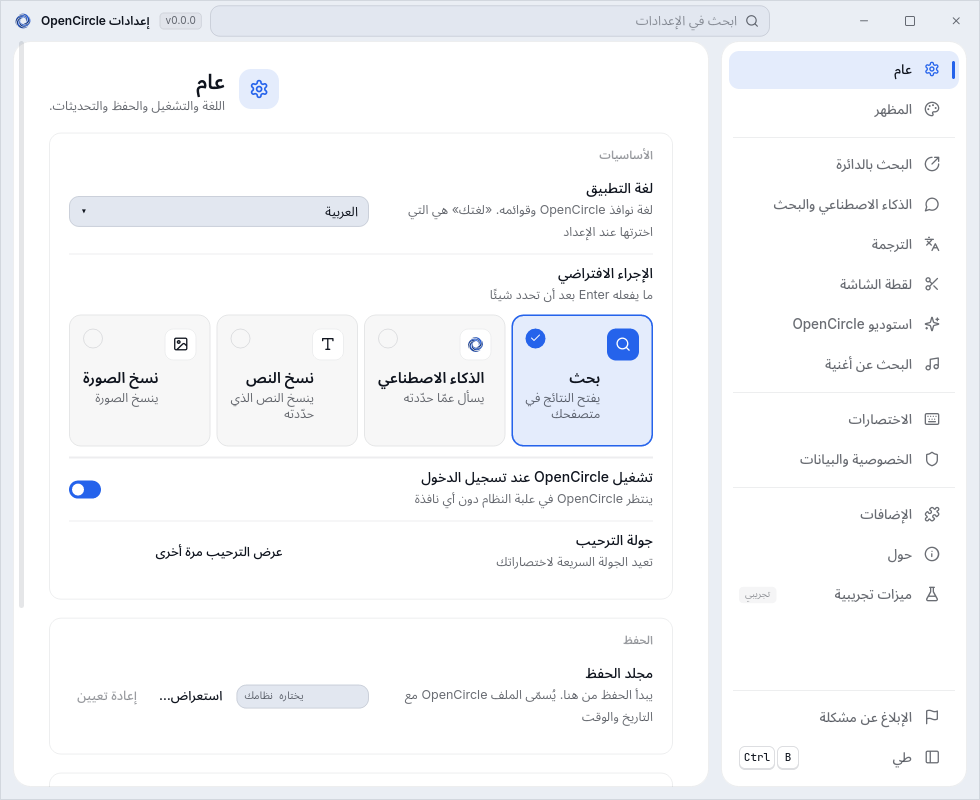 إعدادات OpenCircle
v0.0.0
ابحث في الإعدادات
عام
المظهر
البحث بالدائرة
الذكاء الاصطناعي والبحث
الترجمة
لقطة الشاشة
استوديو OpenCircle
البحث عن أغنية
الاختصارات
الخصوصية والبيانات
الإضافات
حول
ميزات تجريبية
تجريبي
الإبلاغ عن مشكلة
طي
Ctrl B
عام
اللغة والتشغيل والحفظ والتحديثات.
الأساسيات
لغة التطبيق
لغة نوافذ OpenCircle وقوائمه. «لغتك» هي التي
اخترتها عند الإعداد
العربية
الإجراء الافتراضي
ما يفعله Enter بعد أن تحدد شيئًا
بحث
يفتح النتائج في
متصفحك
الذكاء الاصطناعي
يسأل عمّا حدّدته
نسخ النص
ينسخ النص الذي
حدّدته
نسخ الصورة
ينسخ الصورة
تشغيل OpenCircle عند تسجيل الدخول
ينتظر OpenCircle في علبة النظام دون أي نافذة
جولة الترحيب
تعيد الجولة السريعة لاختصاراتك
عرض الترحيب مرة أخرى
الحفظ
مجلد الحفظ
يبدأ الحفظ من هنا. يُسمّى الملف OpenCircle مع
التاريخ والوقت
يختاره نظامك
استعراض...
إعادة تعيين